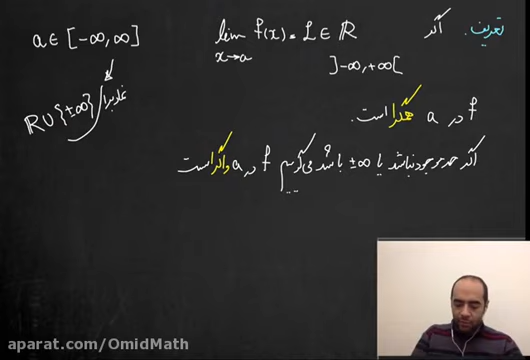 تعریف. اگر lim f(x) = L ∈ ℝ
x→a
]-∞,+∞[
a ∈ [-∞,∞]
ℝ∪{±∞}
f در a همگرا است.
اگر حد موجود نباشد یا ±∞ باشد می‌گوییم f در a واگرا است
aparat.com/OmidMath